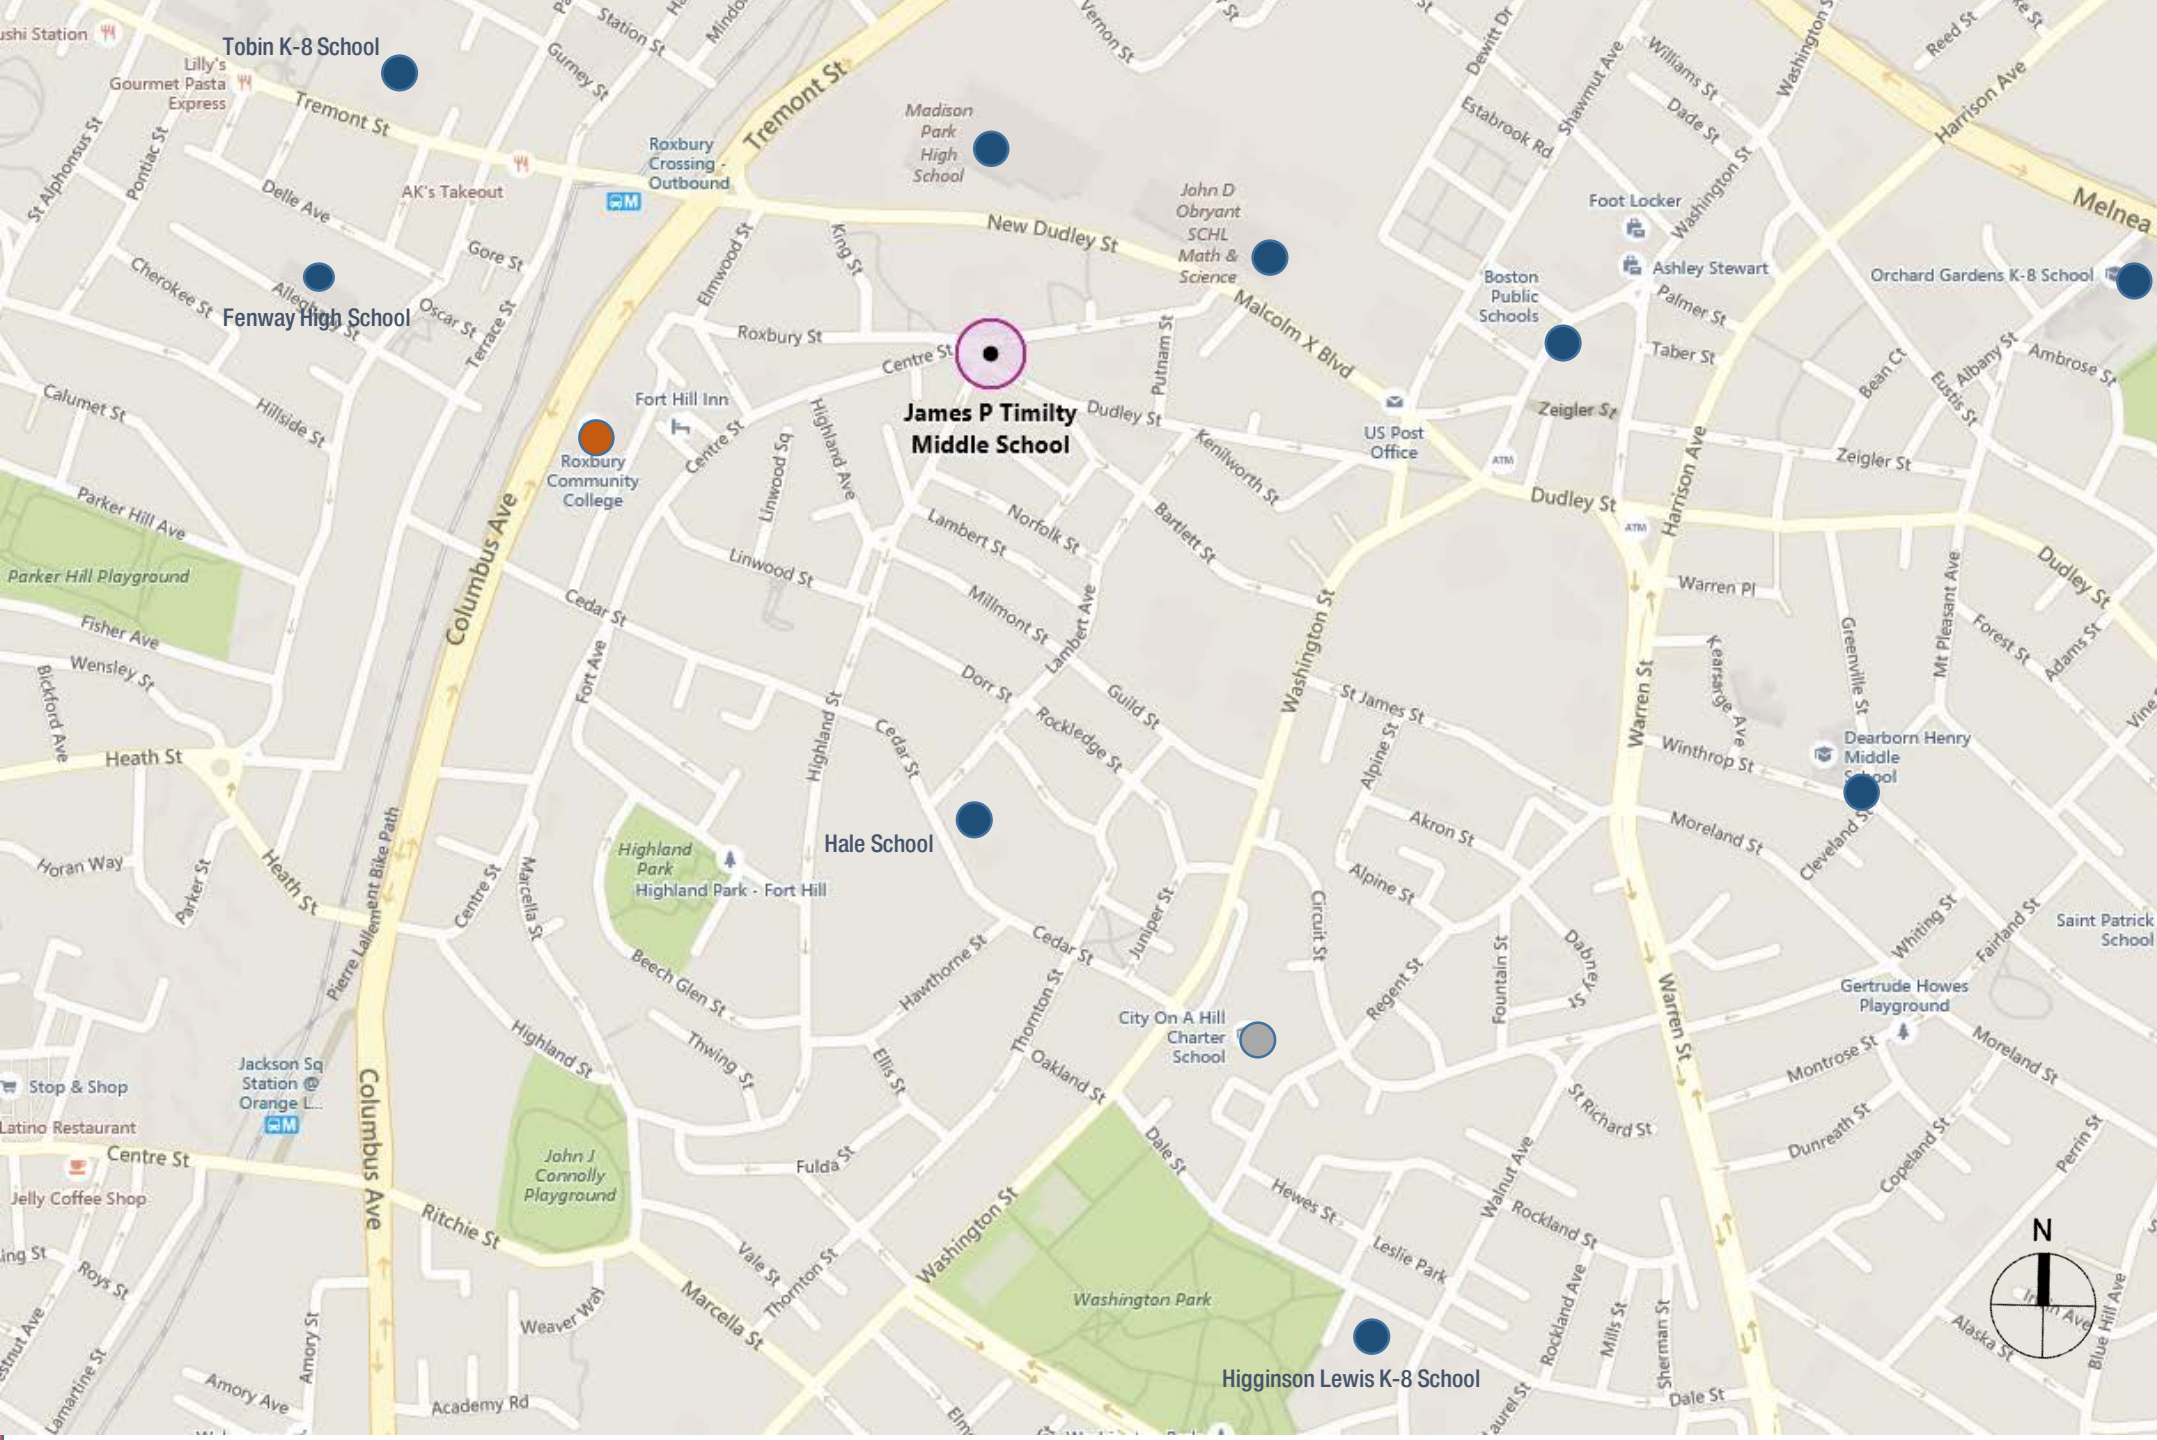 Tobin K-8 School
Lilly's
Gourmet Pasta
Express
Tremont St
Station St
Gurney St
Tremont St
Vernon St
Dewitt Dr
Shawmut Ave
Williams St
Washington St
Reed St
Harrison Ave
Dade St
Estabrook Rd
Madison
Park
High
School
Roxbury
Crossing -
Outbound
AK's Takeout
St Alphonsus St
Pontiac St
Delle Ave
Gore St
Cherokee St
Allegheny St
Fenway High School
Oscar St
Terrace St
Elmwood St
King St
New Dudley St
John D
Obryant
SCHL
Math &
Science
Foot Locker
Washington St
Melnea
Ashley Stewart
Orchard Gardens K-8 School
Boston
Public
Schools
Palmer St
Taber St
Malcolm X Blvd
Putnam St
Roxbury St
Centre St
James P Timilty
Middle School
Dudley St
Fort Hill Inn
Centre St
Highland Ave
Linwood Sq
Roxbury
Community
College
Calumet St
Hillside St
Parker Hill Ave
Parker Hill Playground
Fisher Ave
Wensley St
Bickford Ave
Heath St
Columbus Ave
Kenilworth St
US Post
Office
ATM
Zeigler St
Bean Ct
Albany St
Ambrose St
Eustis St
Zeigler St
Dudley St
Harrison Ave
ATM
Norfolk St
Lambert St
Bartlett St
Linwood St
Cedar St
Millmont St
Lambert Ave
Washington St
Warren Pl
Mt Pleasant Ave
Dudley St
Forest St
Adams St
Greenville St
Kearsarge Ave
Warren St
Fort Ave
Dorr St
Guild St
Rockledge St
St James St
Alpine St
Winthrop St
Dearborn Henry
Middle
School
Highland St
Cedar St
Hale School
Akron St
Moreland St
Cleveland St
Horan Way
Parker St
Heath St
Pierre Lallement Bike Path
Centre St
Marcella St
Highland
Park
Highland Park - Fort Hill
Alpine St
Circuit St
Juniper St
Cedar St
Hawthorne St
Beech Glen St
Thornton St
Regent St
Fountain St
Dabney St
Whiting St
Fairland St
Saint Patrick
School
Gertrude Howes
Playground
Warren St
City On A Hill
Charter
School
Oakland St
Thwing St
Ellis St
Highland St
Jackson Sq
Station @
Orange L...
Stop & Shop
Latino Restaurant
Centre St
Jelly Coffee Shop
Columbus Ave
John J
Connolly
Playground
Fulda St
Dale St
St Richard St
Montrose St
Moreland St
Dunreath St
Copeland St
Perrin St
Walnut Ave
Hewes St
Rockland St
Leslie Park
Ritchie St
Vale St
Thornton St
Washington St
Washington Park
Marcella St
Weaver Way
Roys St
Amory St
Lamartine St
Amory Ave
Academy Rd
Higginson Lewis K-8 School
Rockland Ave
Mills St
Sherman St
Dale St
Alaska St
Blue Hill Ave
N